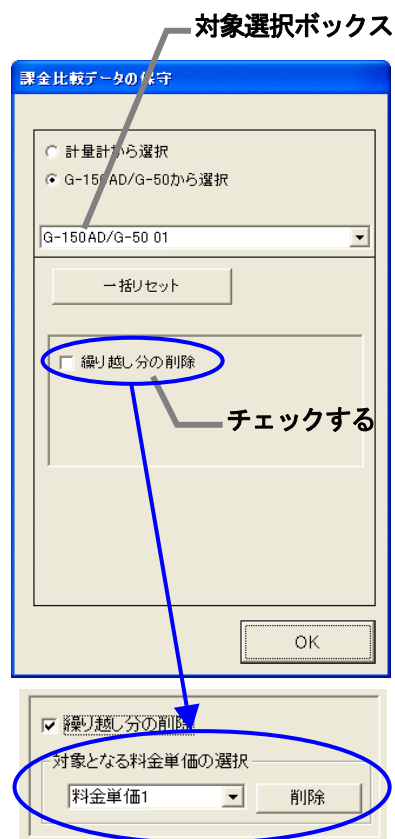 対象選択ボックス
課金比較データの保守
計量計から選択
G-150AD/G-50から選択
G-150AD/G-50 01
一括リセット
繰り越し分の削除
チェックする
OK
繰り越し分の削除
対象となる料金単価の選択
料金単価1
削除